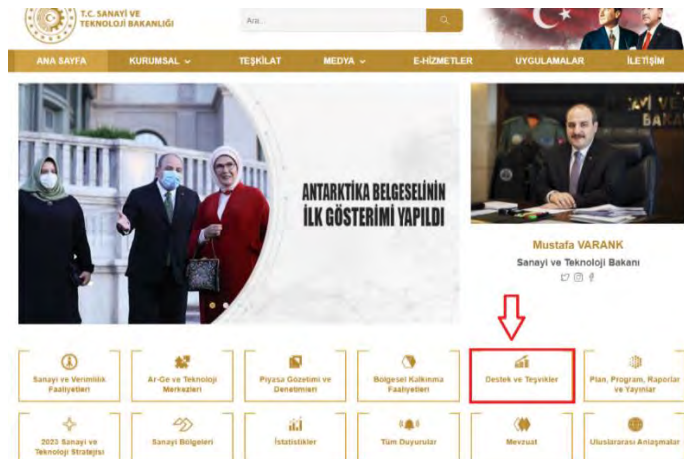 T.C. SANAYİ VE
TEKNOLOJİ BAKANLIĞI
Ara...
ANA SAYFA KURUMSAL TEŞKİLAT MEDYA E-HİZMETLER UYGULAMALAR İLETİŞİM
ANTARKTİKA BELGESELİNİN
İLK GÖSTERİMİ YAPILDI
Mustafa VARANK
Sanayi ve Teknoloji Bakanı
Sanayi ve Verimlilik
Faaliyetleri
Ar-Ge ve Teknoloji
Merkezleri
Piyasa Gözetimi ve
Denetimleri
Bölgesel Kalkınma
Faaliyetleri
Destek ve Teşvikler
Plan, Program, Raporlar
ve Yayınlar
2023 Sanayi ve
Teknoloji Stratejisi
Sanayi Bölgeleri
İstatistikler
Tüm Duyurular
Mevzuat
Uluslararası Anlaşmalar